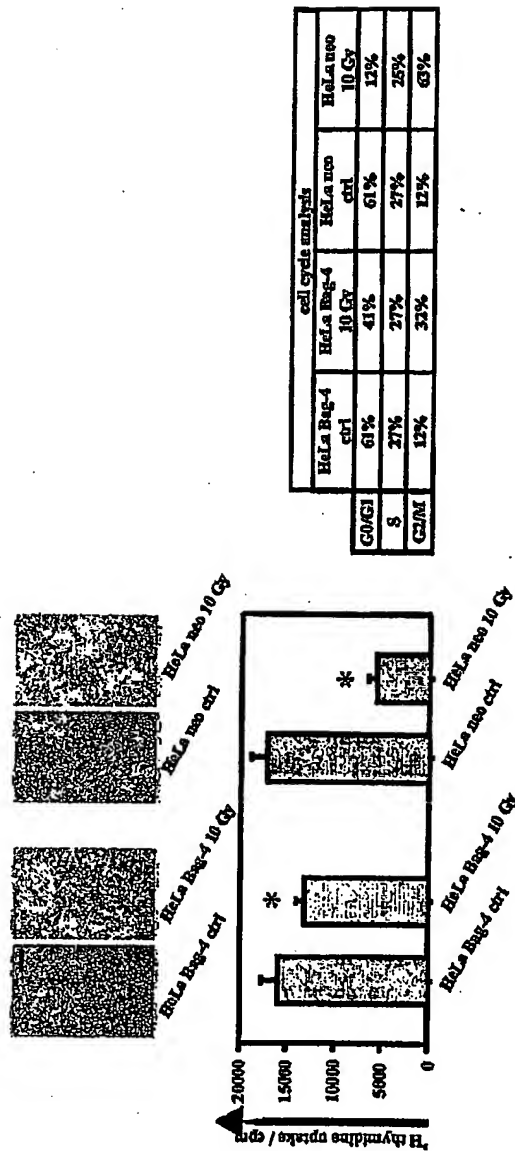 HeLa Bag-4 ctrl
HeLa Bag-4 10 Gy
HeLa neo ctrl
HeLa neo 10 Gy
³H thymidine uptake / cpm
20000
15000
10000
5000
0
*
*
HeLa Bag-4 ctrl
HeLa Bag-4 10 Gy
HeLa neo ctrl
HeLa neo 10 Gy
cell cycle analysis
HeLa Bag-4 ctrl HeLa Bag-4 10 Gy HeLa neo ctrl HeLa neo 10 Gy
G0/G1 61% 41% 61% 12%
S 27% 27% 27% 25%
G2/M 12% 32% 12% 63%